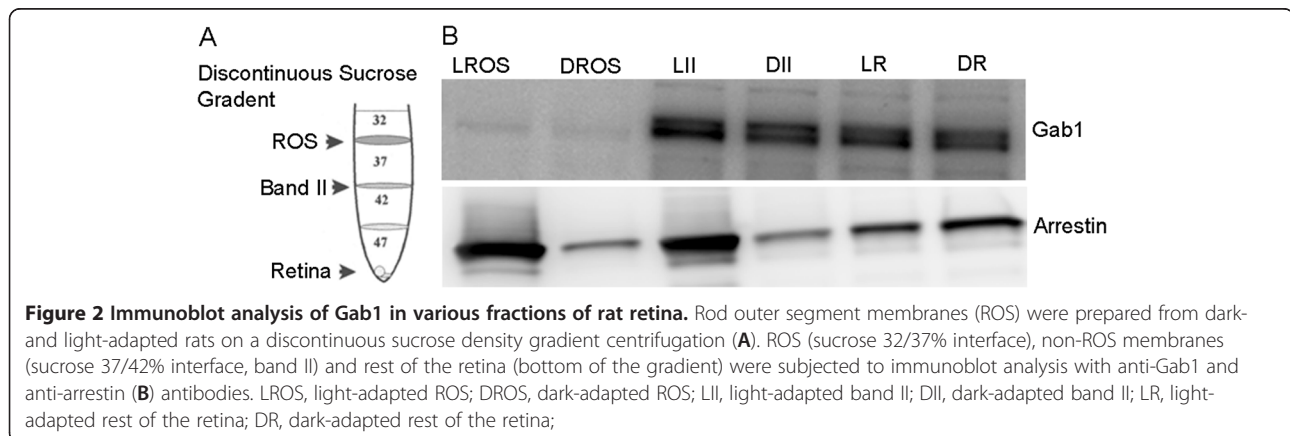 A
Discontinuous Sucrose
Gradent
32
ROS
37
Band II
42
47
Retina
B
LROS DROS LII DII LR DR
Gab1
Arrestin
Figure 2 Immunoblot analysis of Gab1 in various fractions of rat retina. Rod outer segment membranes (ROS) were prepared from dark-
and light-adapted rats on a discontinuous sucrose density gradient centrifugation (A). ROS (sucrose 32/37% interface), non-ROS membranes
(sucrose 37/42% interface, band II) and rest of the retina (bottom of the gradient) were subjected to immunoblot analysis with anti-Gab1 and
anti-arrestin (B) antibodies. LROS, light-adapted ROS; DROS, dark-adapted ROS; LII, light-adapted band II; DII, dark-adapted band II; LR, light-
adapted rest of the retina; DR, dark-adapted rest of the retina;